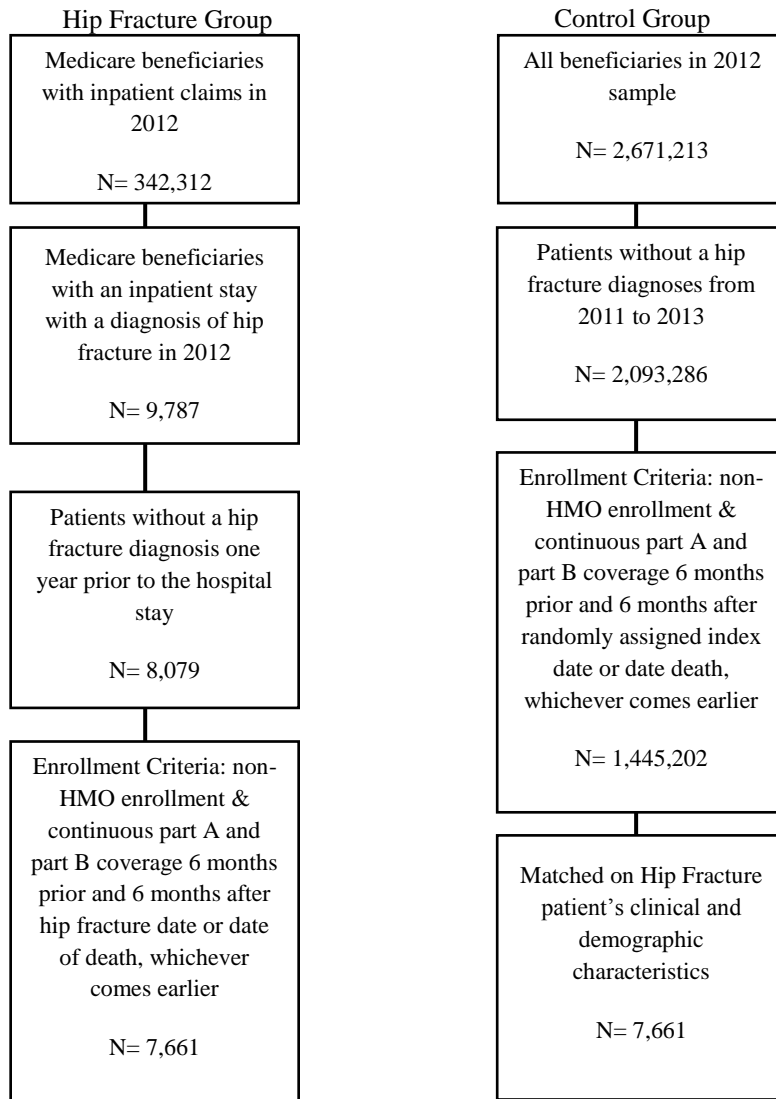 Hip Fracture Group
Medicare beneficiaries
with inpatient claims in
2012
N= 342,312
Medicare beneficiaries
with an inpatient stay
with a diagnosis of hip
fracture in 2012
N= 9,787
Patients without a hip
fracture diagnosis one
year prior to the hospital
stay
N= 8,079
Enrollment Criteria: non-
HMO enrollment &
continuous part A and
part B coverage 6 months
prior and 6 months after
hip fracture date or date
of death, whichever
comes earlier
N= 7,661
Control Group
All beneficiaries in 2012
sample
N= 2,671,213
Patients without a hip
fracture diagnoses from
2011 to 2013
N= 2,093,286
Enrollment Criteria: non-
HMO enrollment &
continuous part A and
part B coverage 6 months
prior and 6 months after
randomly assigned index
date or date death,
whichever comes earlier
N= 1,445,202
Matched on Hip Fracture
patient’s clinical and
demographic
characteristics
N= 7,661